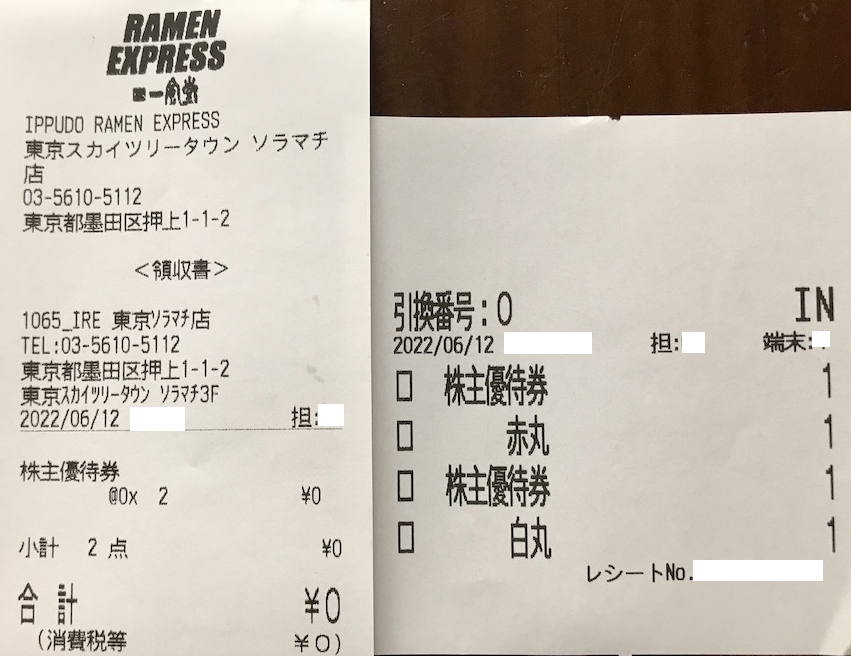 RAMEN
EXPRESS
一風堂
IPPUDO RAMEN EXPRESS
東京スカイツリータウン ソラマチ
店
03-5610-5112
東京都墨田区押上1-1-2
<領収書>
1065_IRE 東京ｿﾗﾏﾁ店
TEL:03-5610-5112
東京都墨田区押上1-1-2
東京ｽｶｲﾂﾘｰﾀｳﾝ ｿﾗﾏﾁ3F
2022/06/12 担:
株主優待券
@0x 2 ¥0
小計 2 点 ¥0
合 計 ¥0
(消費税等 ¥0)
引換番号:0 IN
2022/06/12 担: 端末:
□ 株主優待券 1
□ 赤丸 1
□ 株主優待券 1
□ 白丸 1
レシートNo.